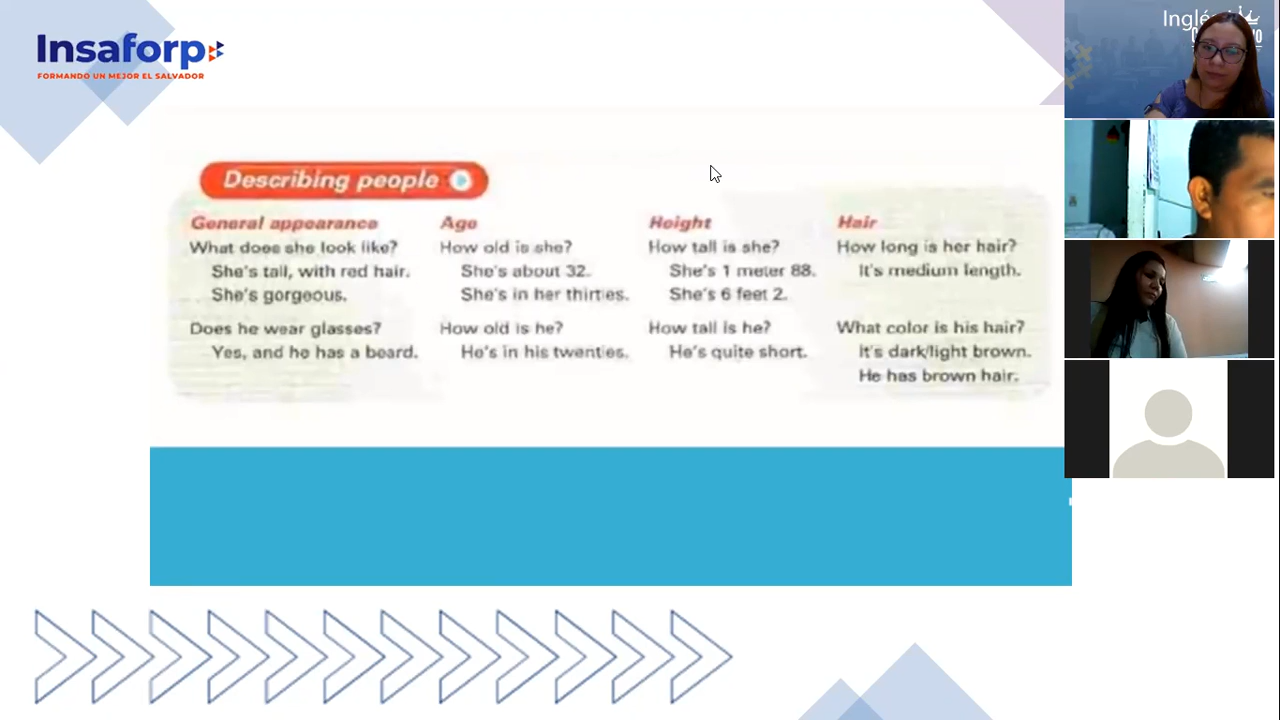 Insaforp
FORMANDO UN MEJOR EL SALVADOR
Describing people
General appearance
What does she look like?
She's tall, with red hair.
She's gorgeous.
Does he wear glasses?
Yes, and he has a beard.
Age
How old is she?
She's about 32.
She's in her thirties.
How old is he?
He's in his twenties.
Height
How tall is she?
She's 1 meter 88.
She's 6 feet 2.
How tall is he?
He's quite short.
Hair
How long is her hair?
It's medium length.
What color is his hair?
It's dark/light brown.
He has brown hair.